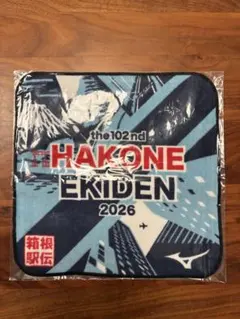 the 102nd
HAKONE
EKIDEN
2026
箱根
駅伝